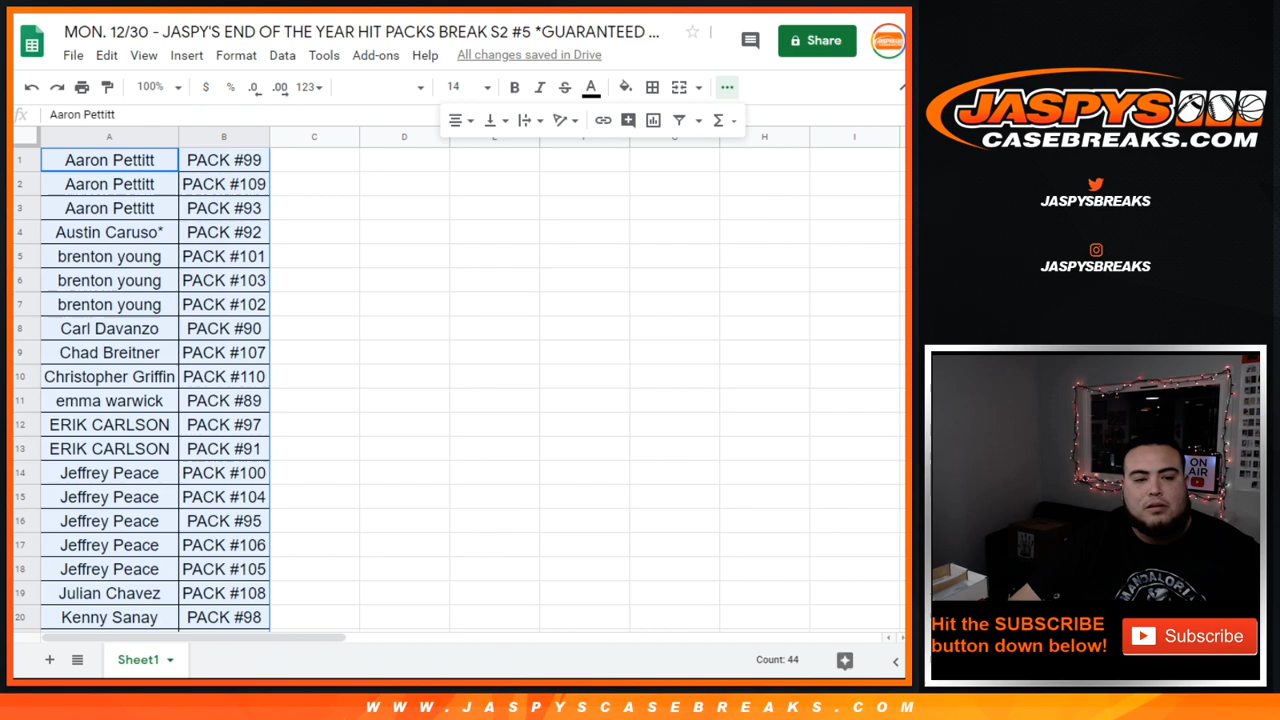 MON. 12/30 - JASPY'S END OF THE YEAR HIT PACKS BREAK S2 #5 *GUARANTEED ...
File Edit View Insert Format Data Tools Add-ons Help All changes saved in Drive
Share
100% $ % .0 .00 123 14 B I S A
fx Aaron Pettitt
A B C D H I
1 Aaron Pettitt PACK #99
2 Aaron Pettitt PACK #109
3 Aaron Pettitt PACK #93
4 Austin Caruso* PACK #92
5 brenton young PACK #101
6 brenton young PACK #103
7 brenton young PACK #102
8 Carl Davanzo PACK #90
9 Chad Breitner PACK #107
10 Christopher Griffin PACK #110
11 emma warwick PACK #89
12 ERIK CARLSON PACK #97
13 ERIK CARLSON PACK #91
14 Jeffrey Peace PACK #100
15 Jeffrey Peace PACK #104
16 Jeffrey Peace PACK #95
17 Jeffrey Peace PACK #106
18 Jeffrey Peace PACK #105
19 Julian Chavez PACK #108
20 Kenny Sanay PACK #98
Sheet1
Count: 44
JASPYS
CASEBREAKS.COM
JASPYSBREAKS
JASPYSBREAKS
ON
AIR
MANDALORIA
Hit the SUBSCRIBE
button down below!
Subscribe
WWW.JASPYSCASEBREAKS.COM